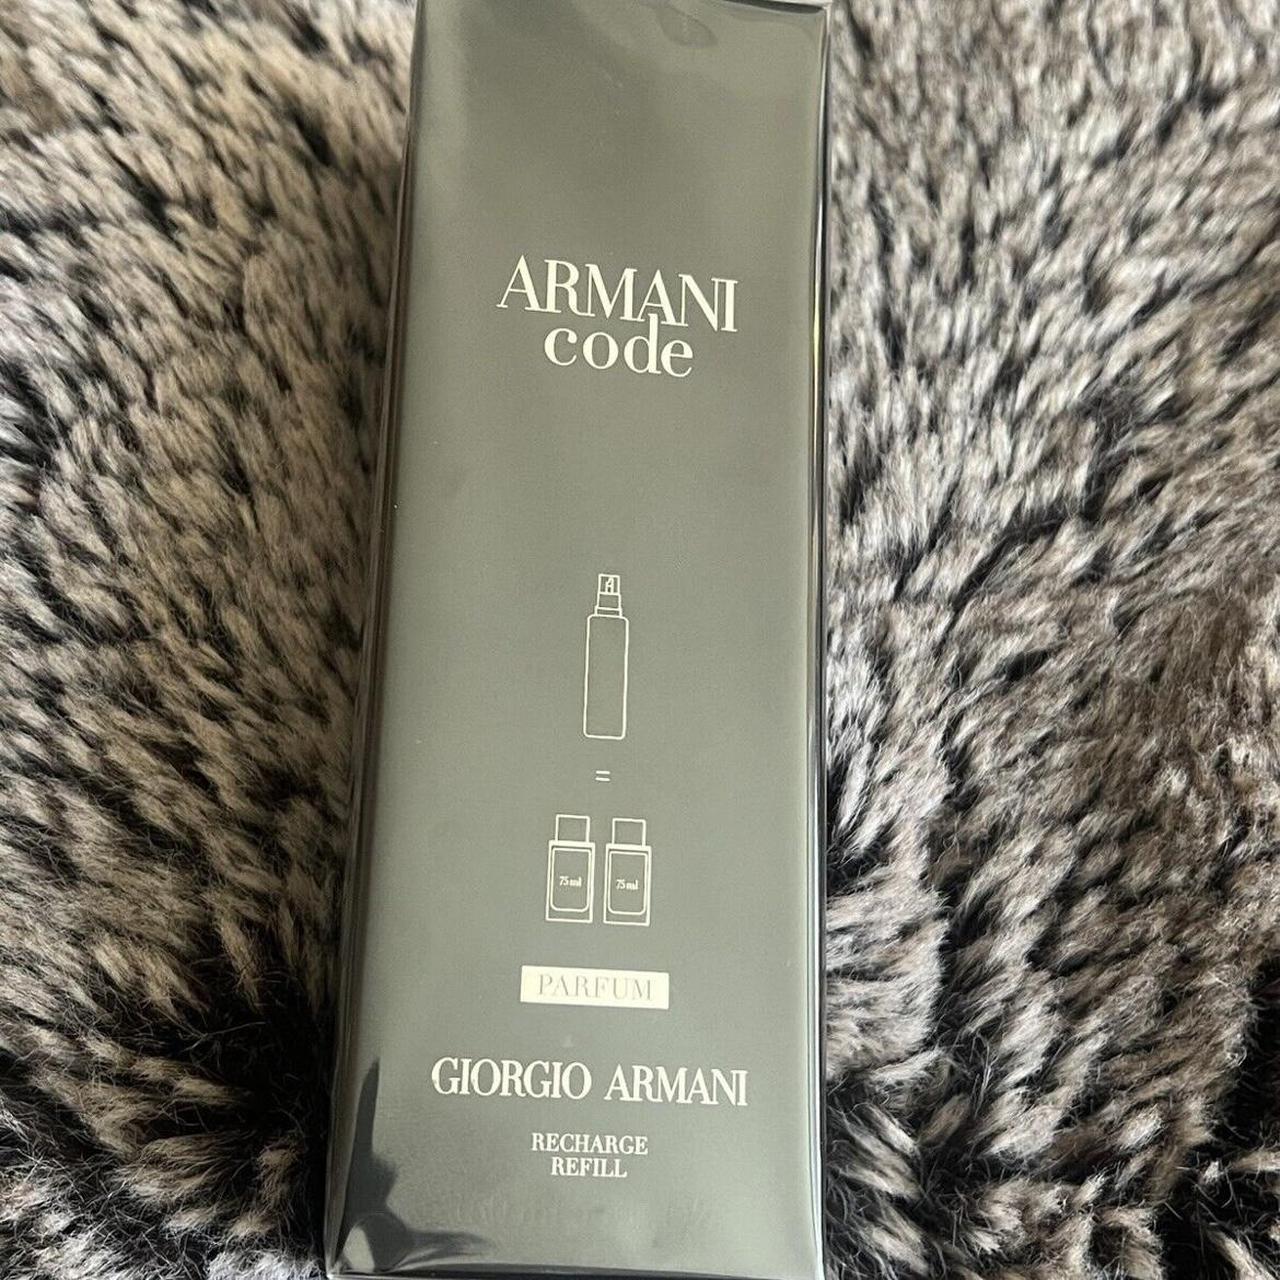 ARMANI
code
=
75 ml 75 ml
PARFUM
GIORGIO ARMANI
RECHARGE
REFILL